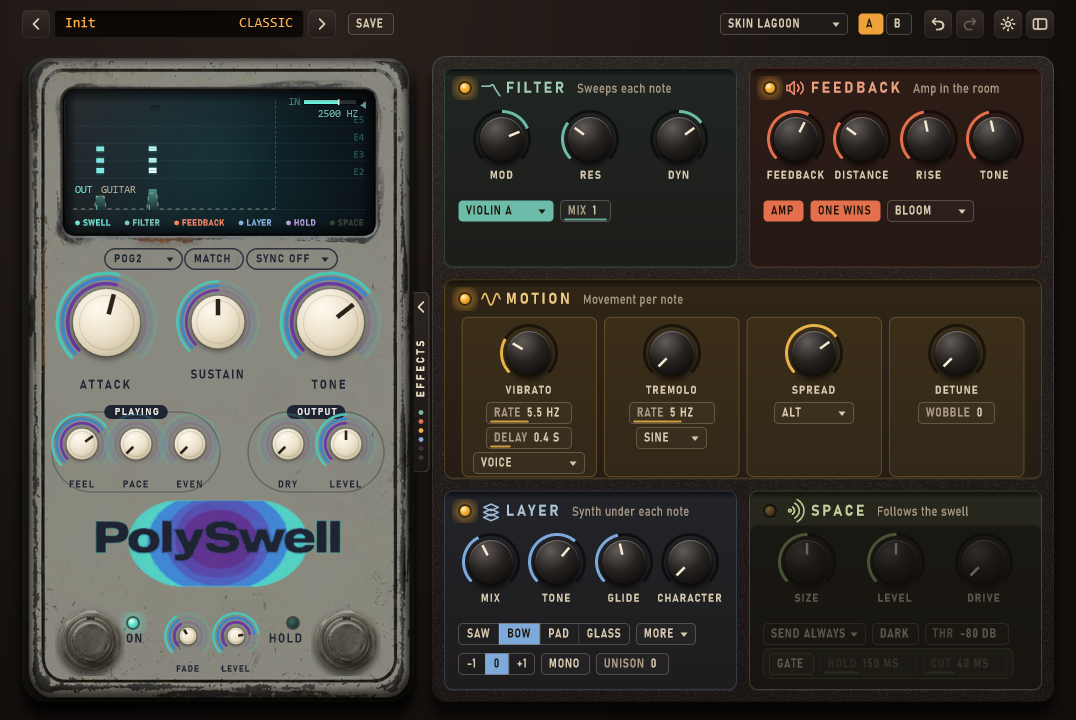 Init CLASSIC SAVE SKIN LAGOON A B
IN
2500 HZ
E5
E4
E3
E2
OUT GUITAR
SWELL FILTER FEEDBACK LAYER HOLD SPACE
POG2 MATCH SYNC OFF
ATTACK SUSTAIN TONE
PLAYING OUTPUT
FEEL PACE EVEN DRY LEVEL
PolySwell
ON HOLD
FADE LEVEL
EFFECTS
FILTER Sweeps each note
MOD RES DYN
VIOLIN A MIX 1
FEEDBACK Amp in the room
FEEDBACK DISTANCE RISE TONE
AMP ONE WINS BLOOM
MOTION Movement per note
VIBRATO TREMOLO SPREAD DETUNE
RATE 5.5 HZ RATE 5 HZ ALT WOBBLE 0
DELAY 0.4 S SINE
VOICE
LAYER Synth under each note
MIX TONE GLIDE CHARACTER
SAW BOW PAD GLASS MORE
-1 0 +1 MONO UNISON 0
SPACE Follows the swell
SIZE LEVEL DRIVE
SEND ALWAYS DARK THR -80 DB
GATE HOLD 150 MS CUT 40 MS